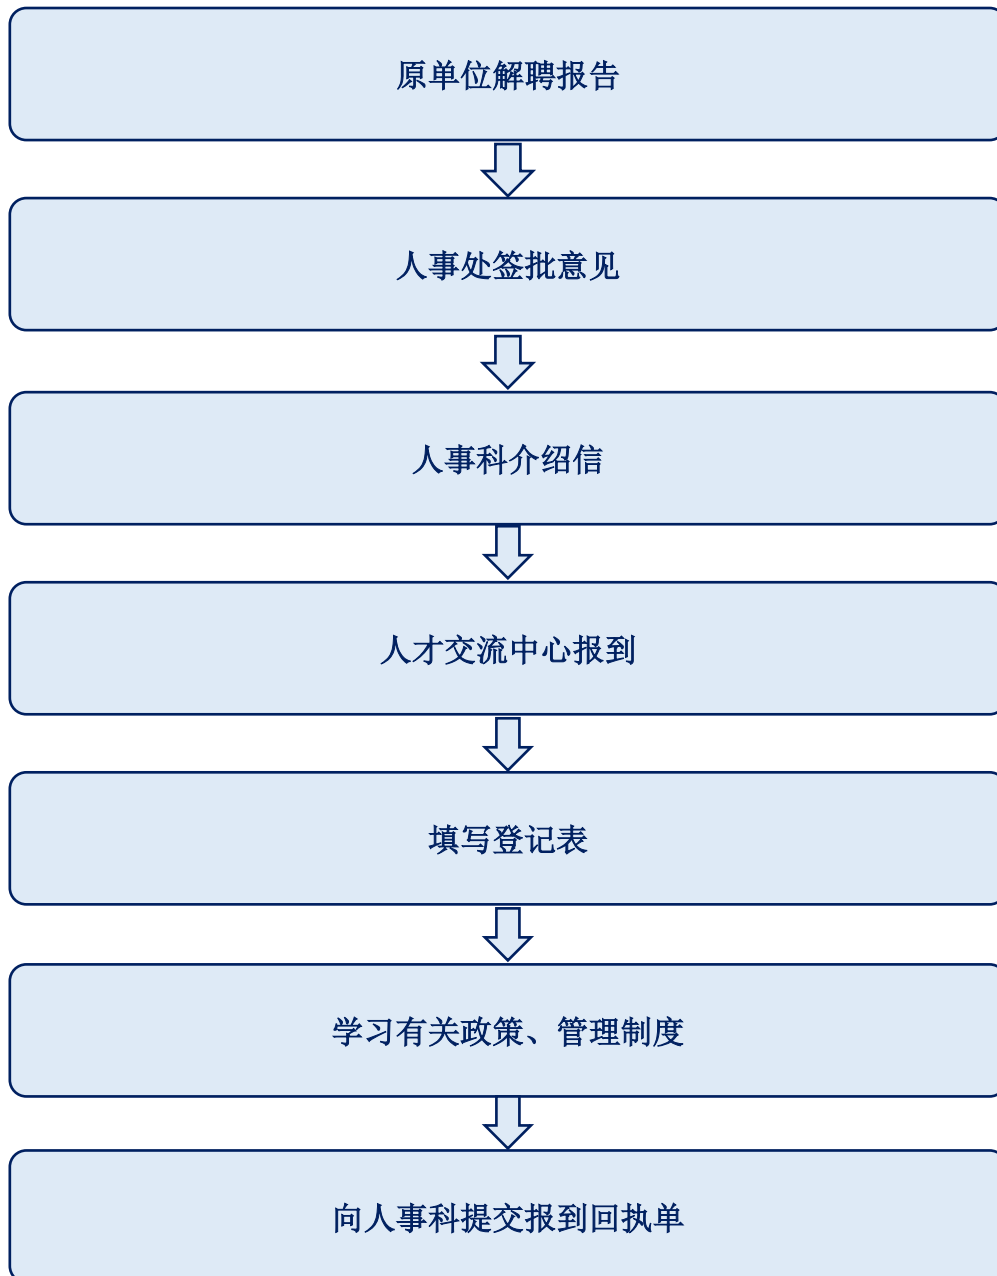 原单位解聘报告
人事处签批意见
人事科介绍信
人才交流中心报到
填写登记表
学习有关政策、管理制度
向人事科提交报到回执单